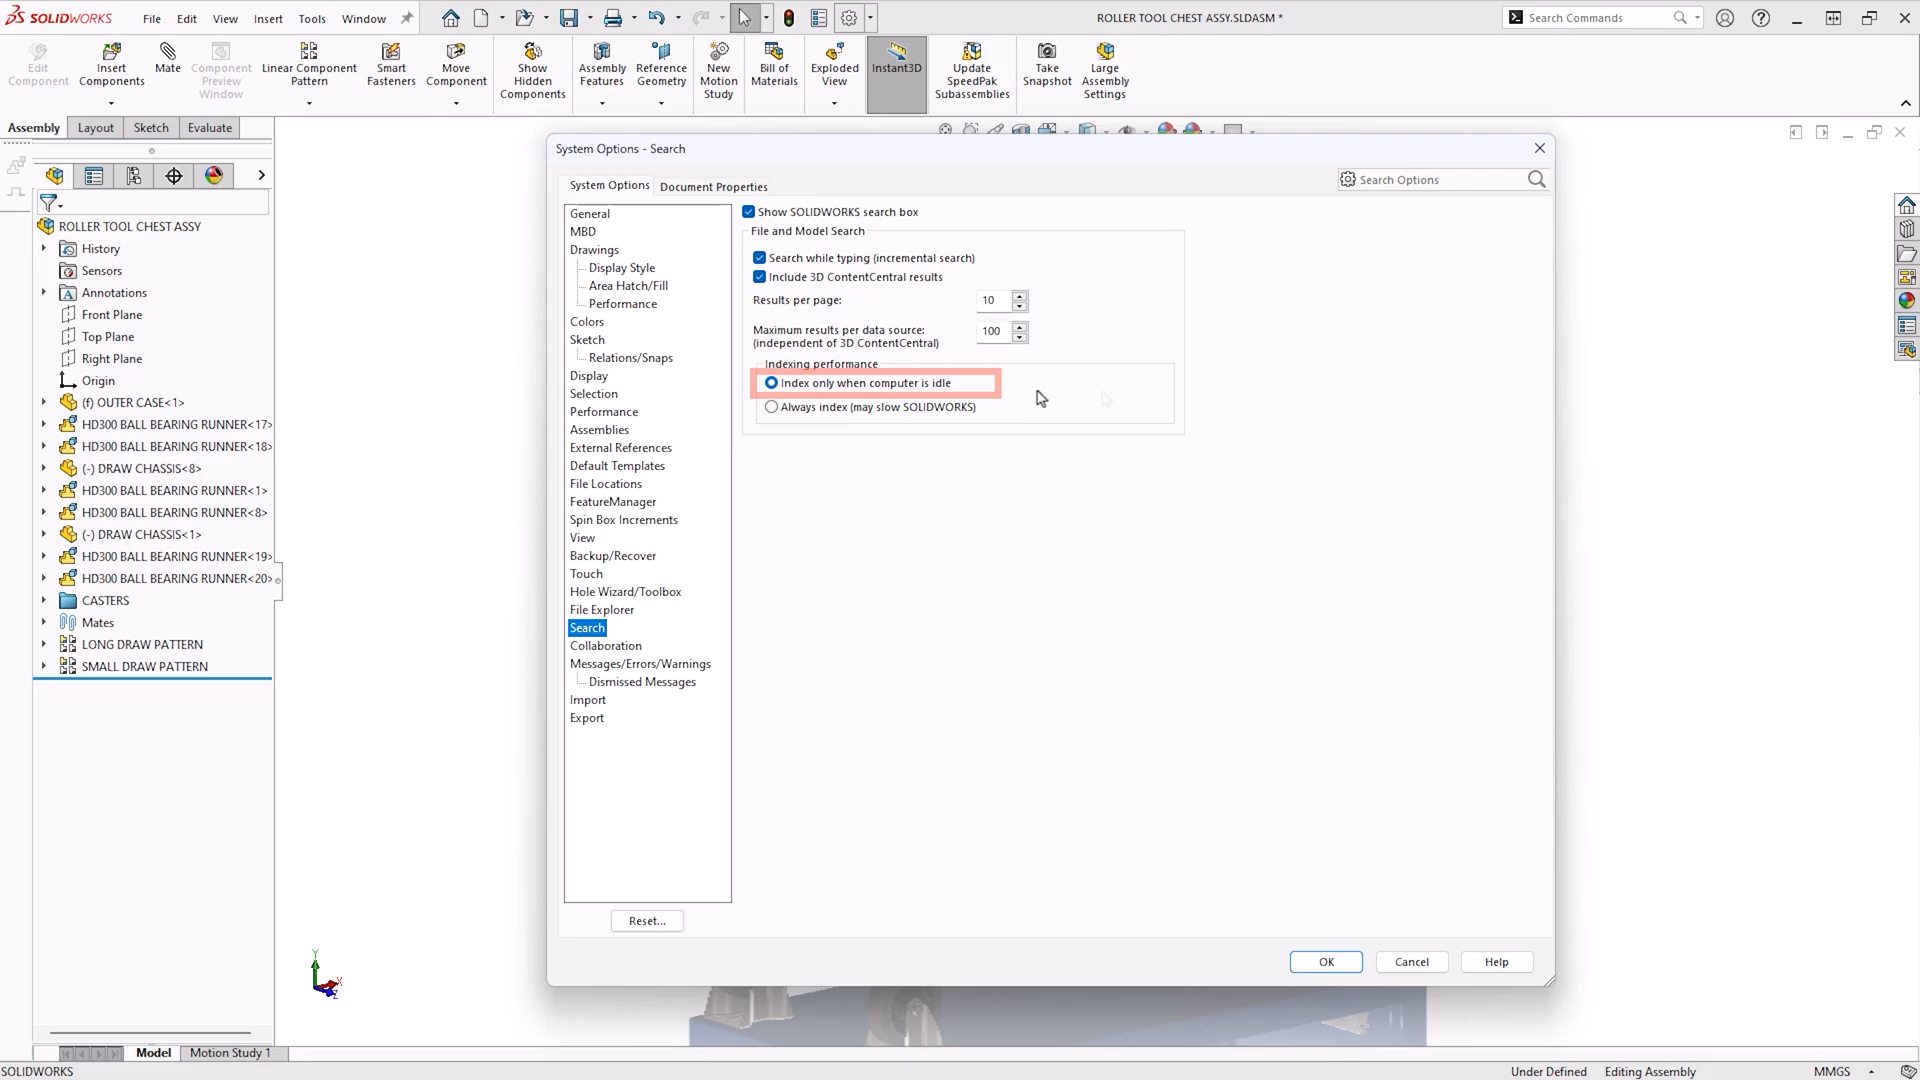 SOLIDWORKS
File Edit View Insert Tools Window
ROLLER TOOL CHEST ASSY.SLDASM *
Search Commands
Edit Component
Insert Components
Mate
Component Preview Window
Linear Component Pattern
Smart Fasteners
Move Component
Show Hidden Components
Assembly Features
Reference Geometry
New Motion Study
Bill of Materials
Exploded View
Instant3D
Update SpeedPak Subassemblies
Take Snapshot
Large Assembly Settings
Assembly Layout Sketch Evaluate
ROLLER TOOL CHEST ASSY
History
Sensors
Annotations
Front Plane
Top Plane
Right Plane
Origin
(f) OUTER CASE<1>
HD300 BALL BEARING RUNNER<17>
HD300 BALL BEARING RUNNER<18>
(-) DRAW CHASSIS<8>
HD300 BALL BEARING RUNNER<1>
HD300 BALL BEARING RUNNER<8>
(-) DRAW CHASSIS<1>
HD300 BALL BEARING RUNNER<19>
HD300 BALL BEARING RUNNER<20>
CASTERS
Mates
LONG DRAW PATTERN
SMALL DRAW PATTERN
System Options - Search
System Options Document Properties
Search Options
General
MBD
Drawings
Display Style
Area Hatch/Fill
Performance
Colors
Sketch
Relations/Snaps
Display
Selection
Performance
Assemblies
External References
Default Templates
File Locations
FeatureManager
Spin Box Increments
View
Backup/Recover
Touch
Hole Wizard/Toolbox
File Explorer
Search
Collaboration
Messages/Errors/Warnings
Dismissed Messages
Import
Export
Reset...
Show SOLIDWORKS search box
File and Model Search
Search while typing (incremental search)
Include 3D ContentCentral results
Results per page: 10
Maximum results per data source: 100
(independent of 3D ContentCentral)
Indexing performance
Index only when computer is idle
Always index (may slow SOLIDWORKS)
OK Cancel Help
Y
X
Z
Model Motion Study 1
SOLIDWORKS
Under Defined Editing Assembly MMGS